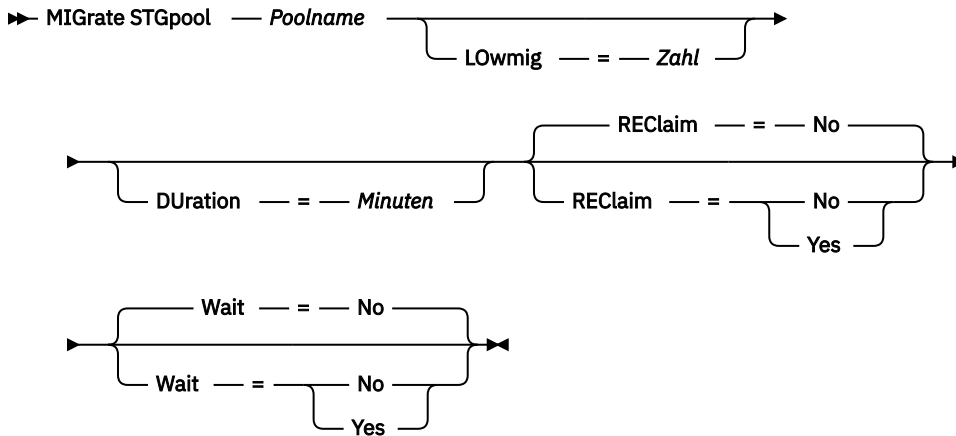 MIGrate STGpool Poolname
LOwmig = Zahl
REClaim = No
DUration = Minuten REClaim = No
Yes
Wait = No
Wait = No
Yes